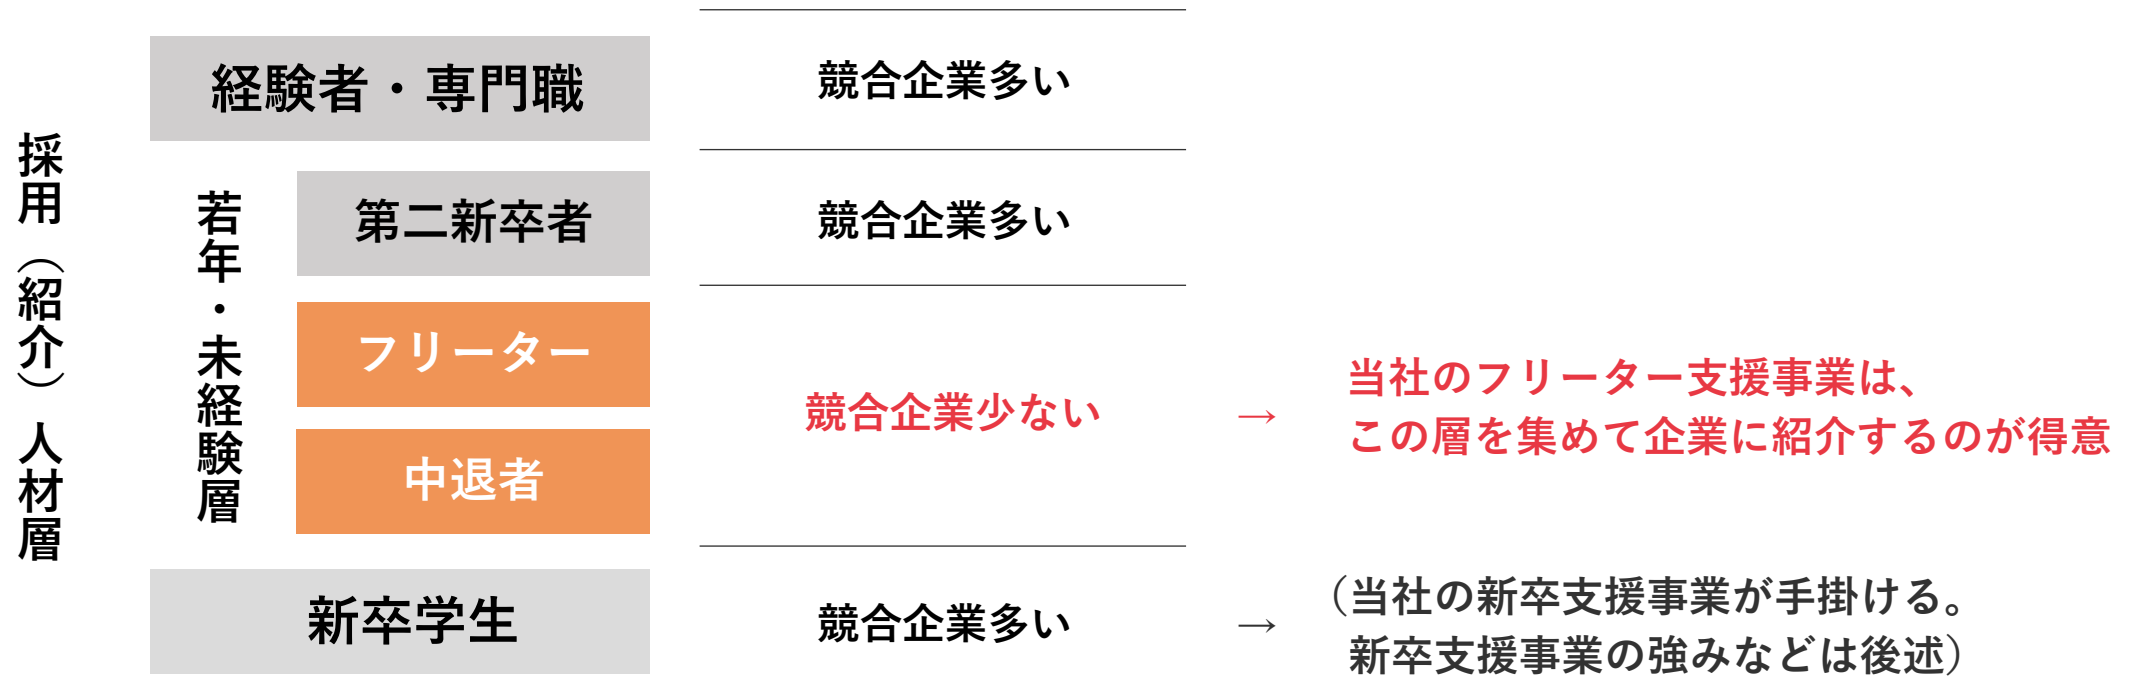 採用（紹介）人材層
経験者・専門職
競合企業多い
若年・未経験層
第二新卒者
競合企業多い
フリーター
中退者
競合企業少ない
→
当社のフリーター支援事業は、
この層を集めて企業に紹介するのが得意
新卒学生
競合企業多い
→
（当社の新卒支援事業が手掛ける。
新卒支援事業の強みなどは後述）